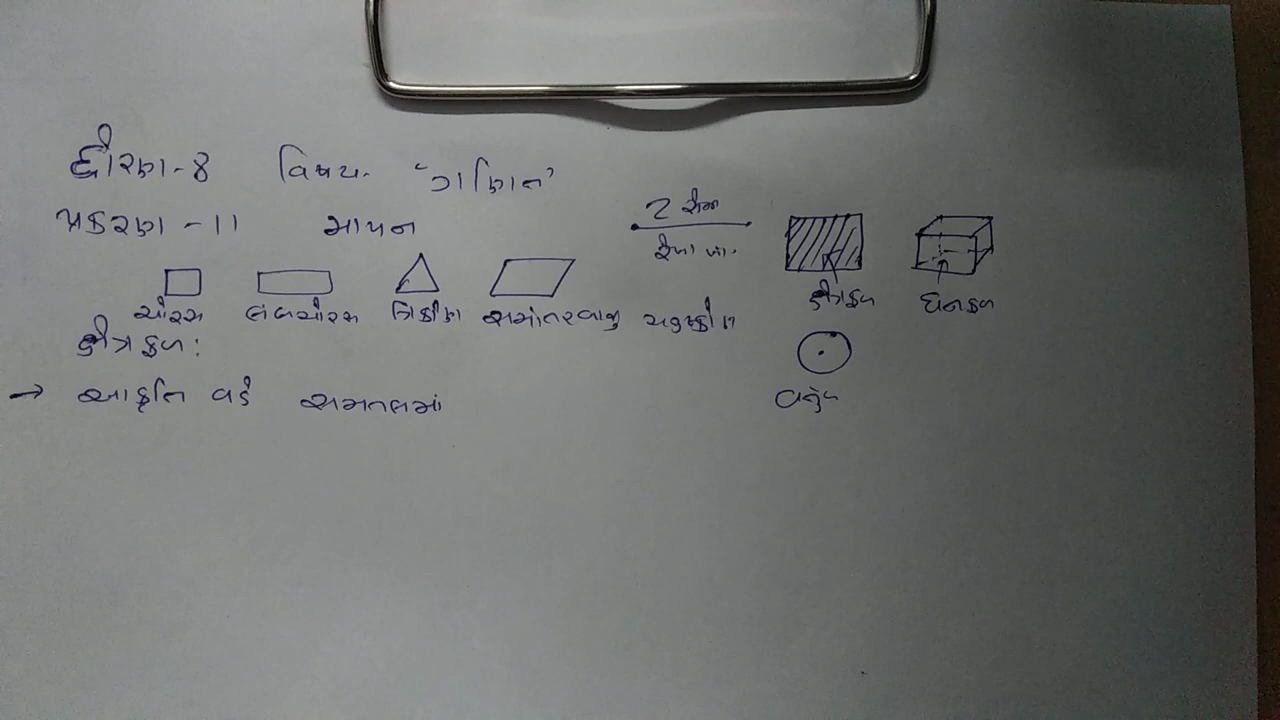 ધોરણ-8 વિષય- "ગણિત"
પ્રકરણ-11 માપન
2 સેમી
રેખા ખં.
ક્ષેત્રફળ ઘનફળ
ચોરસ લંબચોરસ ત્રિકોણ સમાંતરબાજુ ચતુષ્કોણ
ક્ષેત્રફળ:
વર્તુળ
→ આકૃતિ વડે સમતલમાં